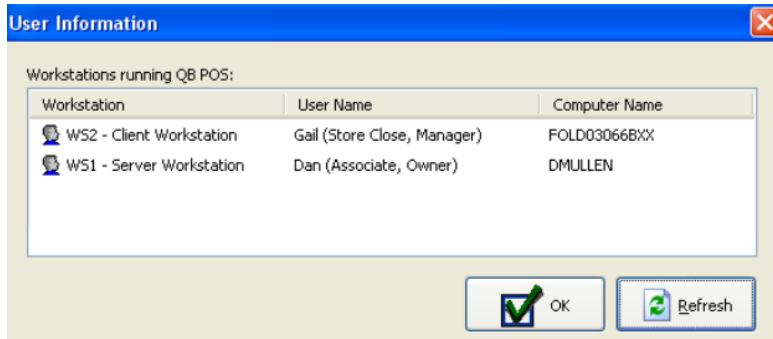 User Information
Workstations running QB POS:
Workstation User Name Computer Name
WS2 - Client Workstation Gail (Store Close, Manager) FOLD03066BXX
WS1 - Server Workstation Dan (Associate, Owner) DMULLEN
OK Refresh